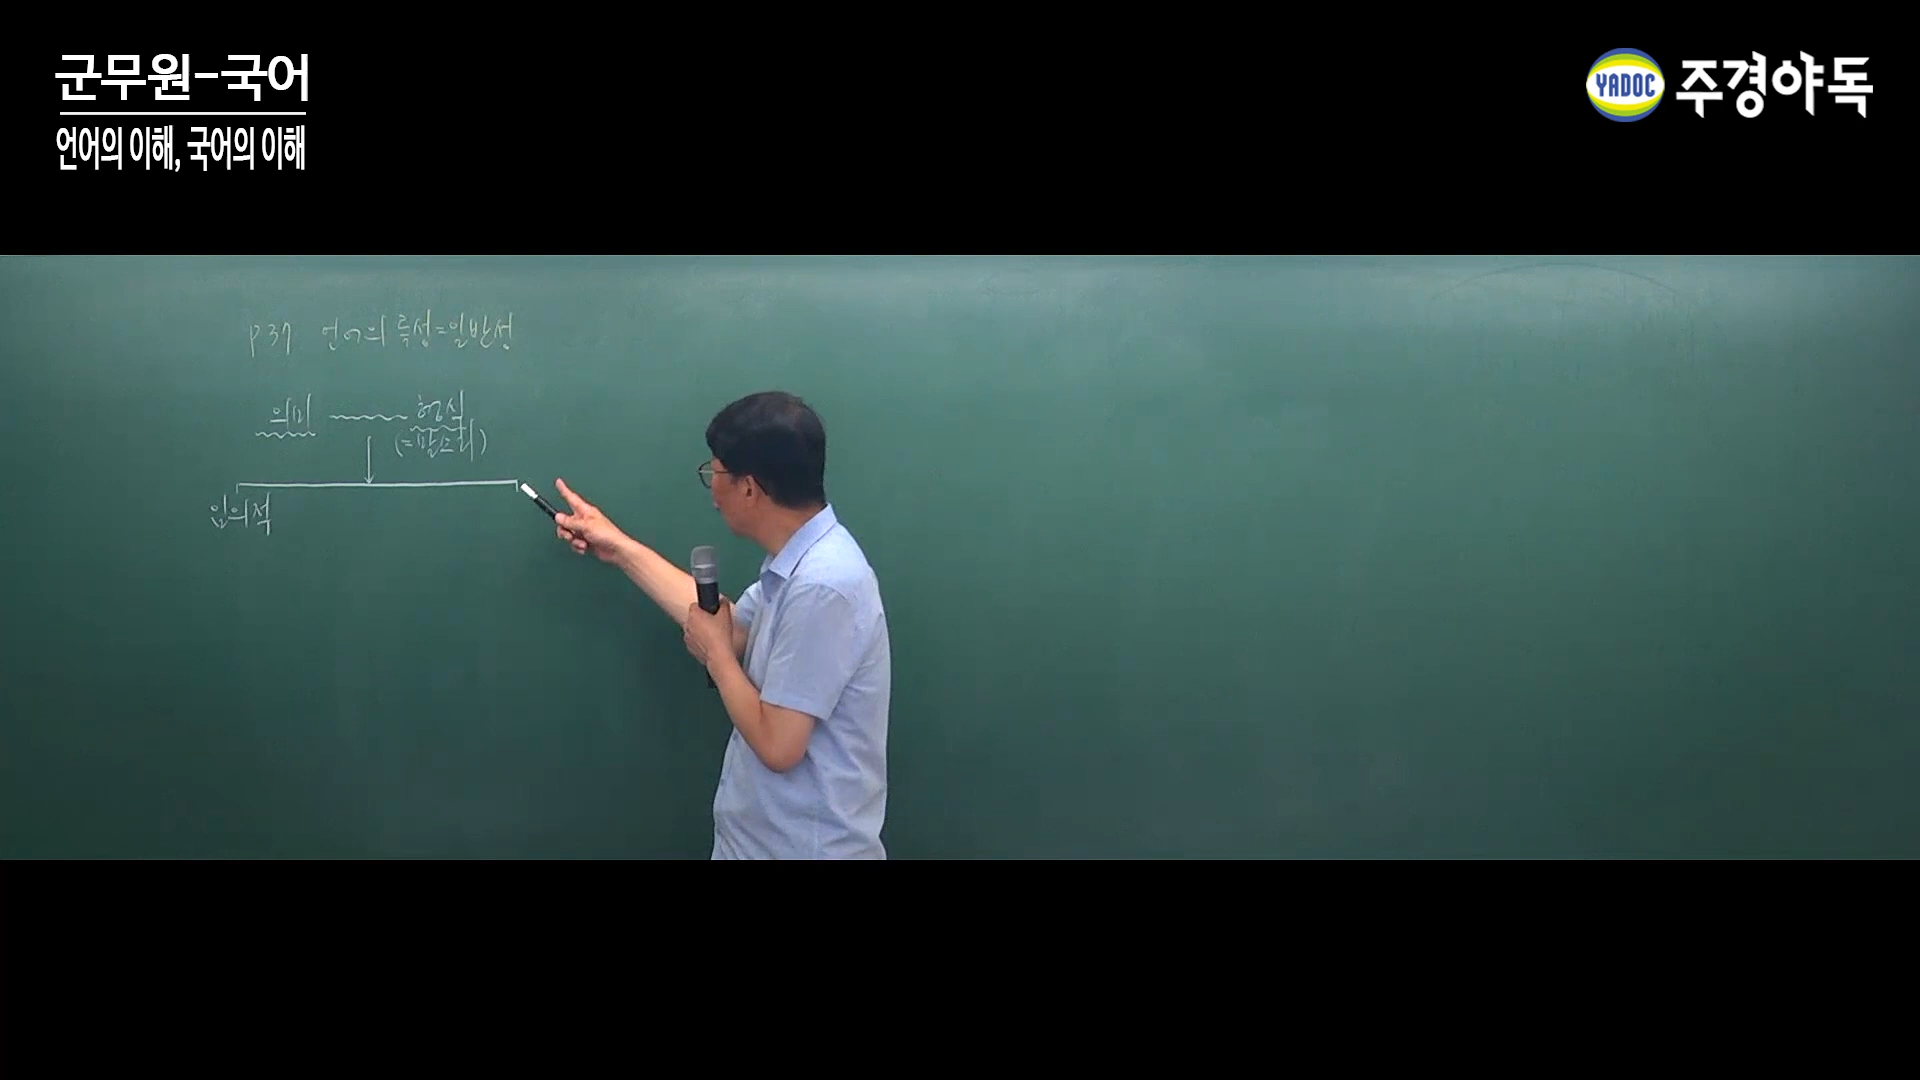 군무원-국어
언어의 이해, 국어의 이해
YADOC 주경야독
P37 언어의 특성=일반성
의미 형식
(=말소리)
임의적